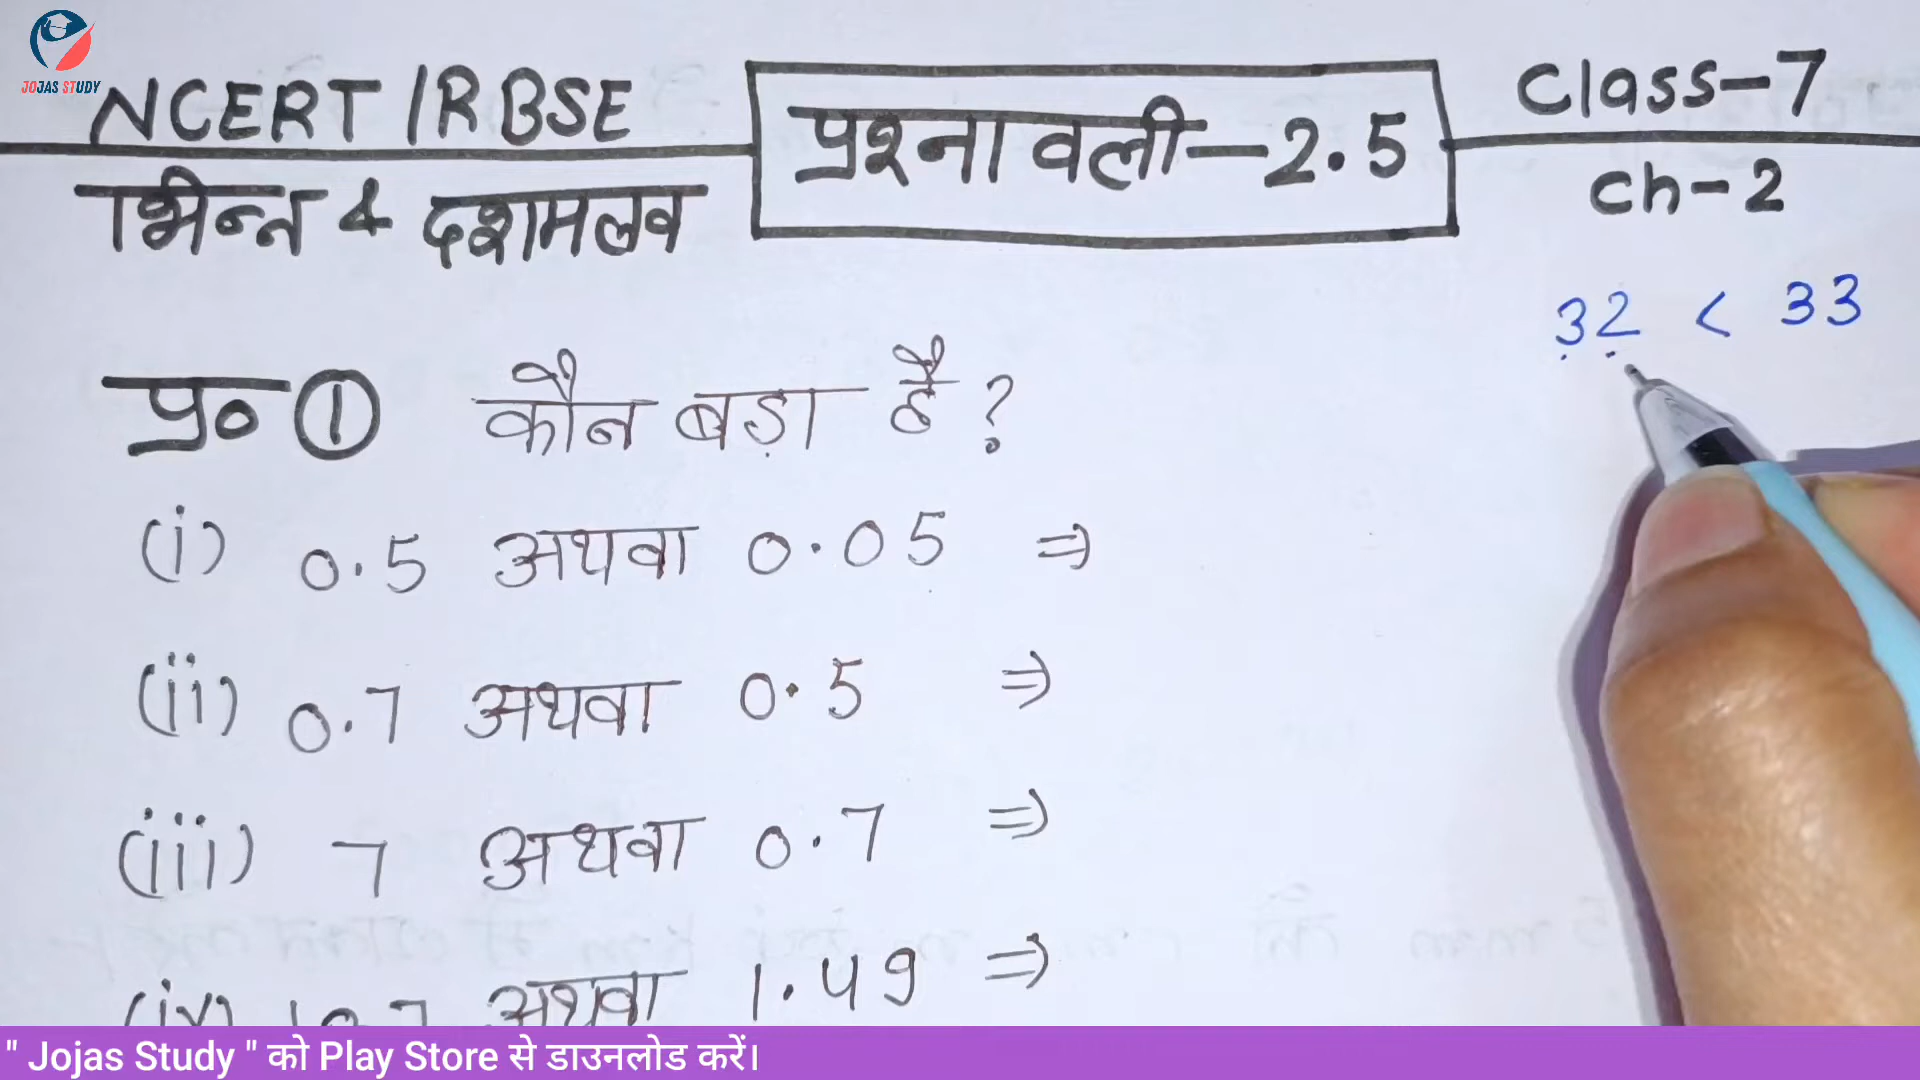 JOJAS STUDY
NCERT / RBSE
भिन्न & दशमलव
प्रश्नावली-2.5
Class-7
Ch-2
32 < 33
प्र० ① कौन बड़ा है?
(i) 0.5 अथवा 0.05 ⇒
(ii) 0.7 अथवा 0.5 ⇒
(iii) 7 अथवा 0.7 ⇒
(iv) अथवा 1.49 ⇒
" Jojas Study " को Play Store से डाउनलोड करें।